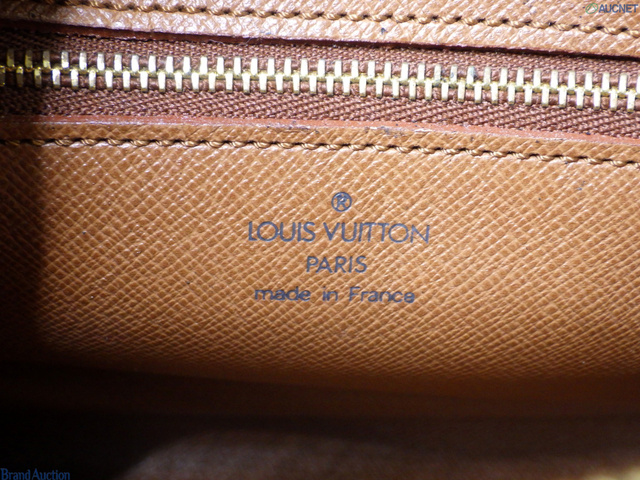 AUCNET
®
LOUIS VUITTON
PARIS
made in France
Brand Auction